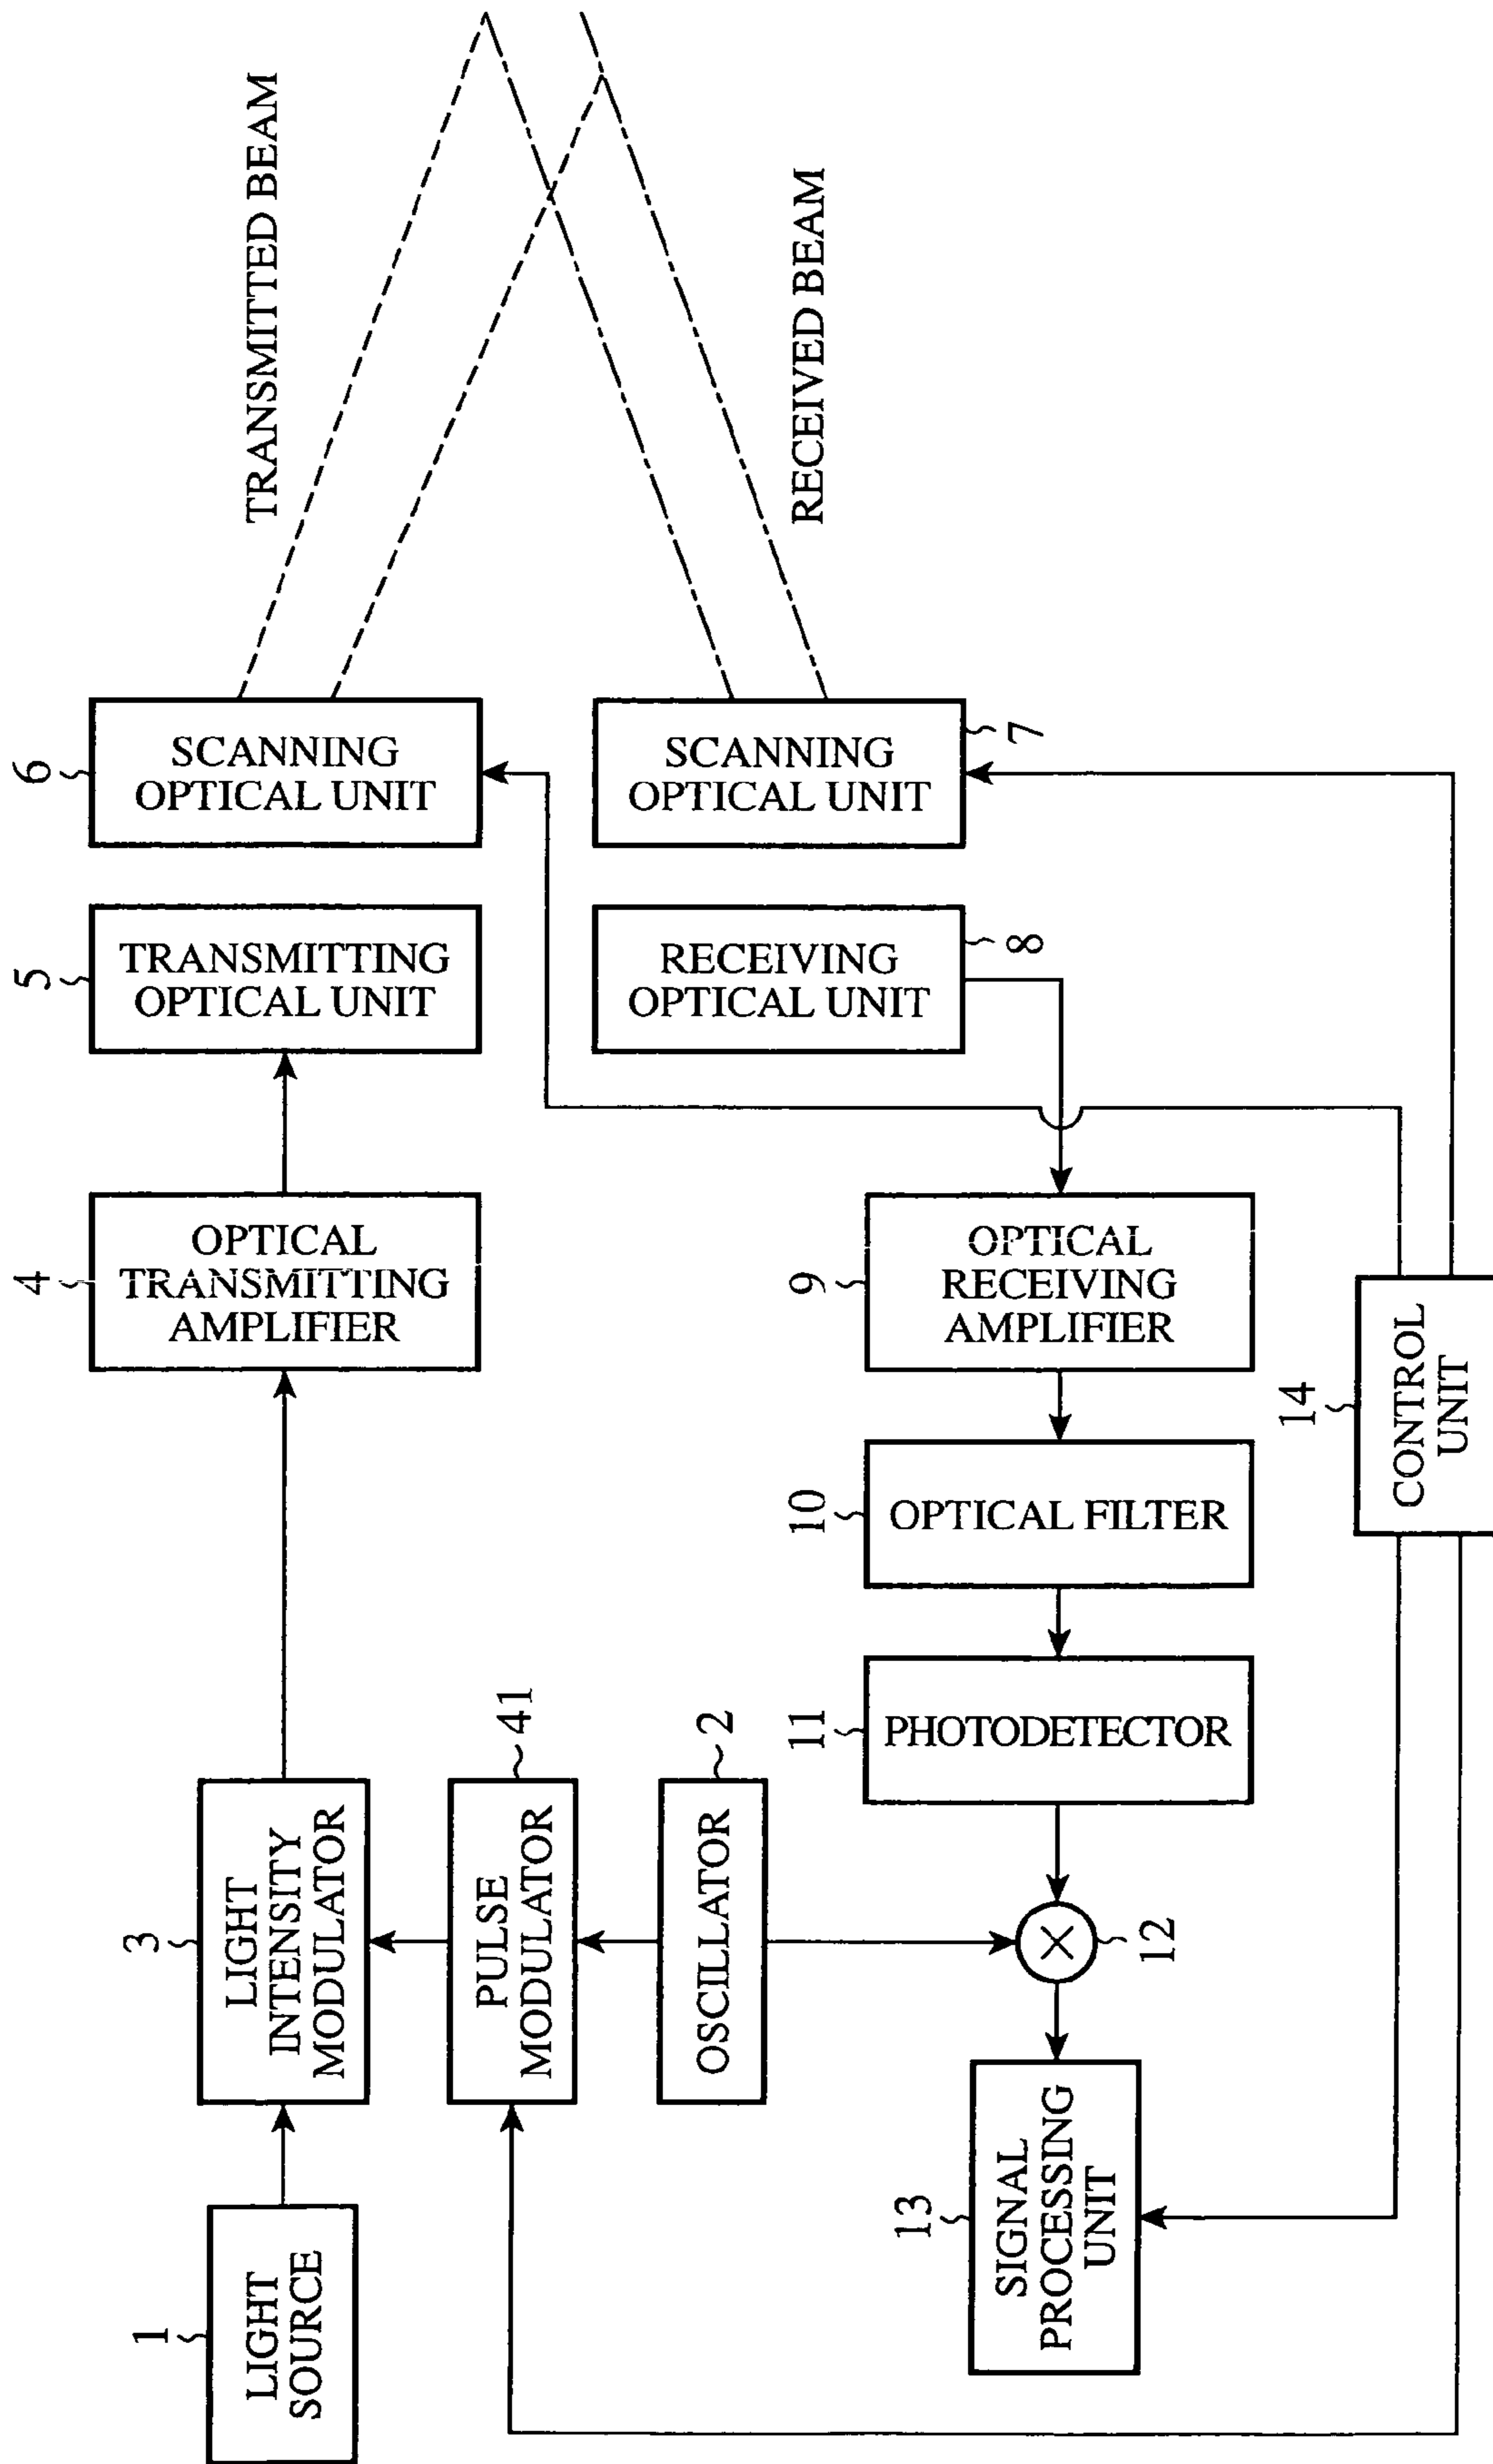 1
LIGHT
SOURCE
3
LIGHT
INTENSITY
MODULATOR
4
OPTICAL
TRANSMITTING
AMPLIFIER
5
TRANSMITTING
OPTICAL UNIT
6
SCANNING
OPTICAL UNIT
TRANSMITTED BEAM
PULSE
MODULATOR
41
OSCILLATOR
2
SCANNING
OPTICAL UNIT
7
RECEIVED BEAM
RECEIVING
OPTICAL UNIT
8
9
OPTICAL
RECEIVING
AMPLIFIER
10
OPTICAL FILTER
11
PHOTODETECTOR
12
13
SIGNAL
PROCESSING
UNIT
14
CONTROL
UNIT